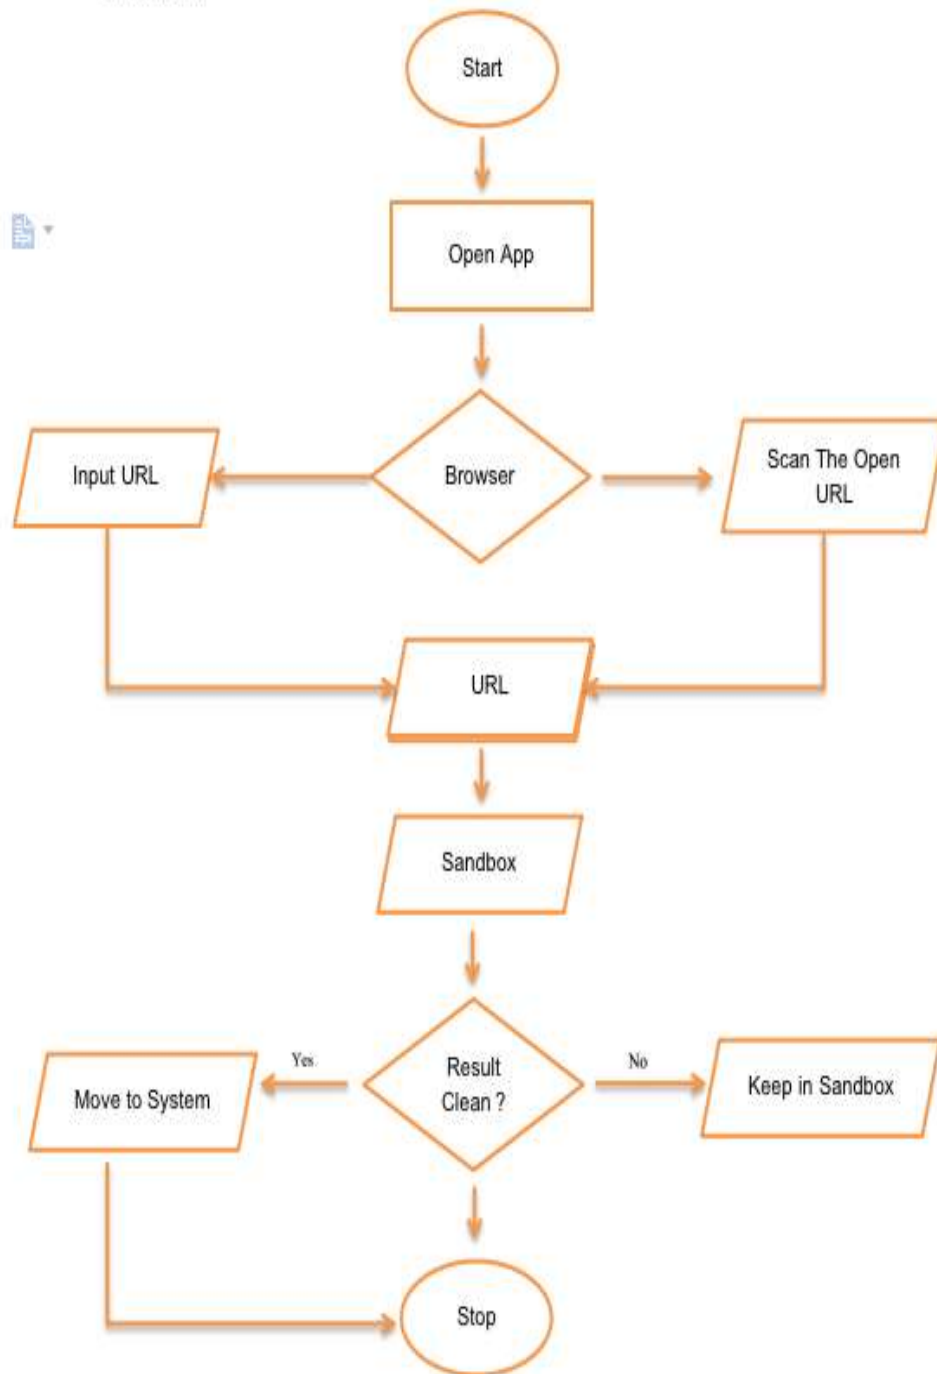 Start
Open App
Input URL
Browser
Scan The Open
URL
URL
Sandbox
Move to System
Yes
Result
Clean ?
No
Keep in Sandbox
Stop